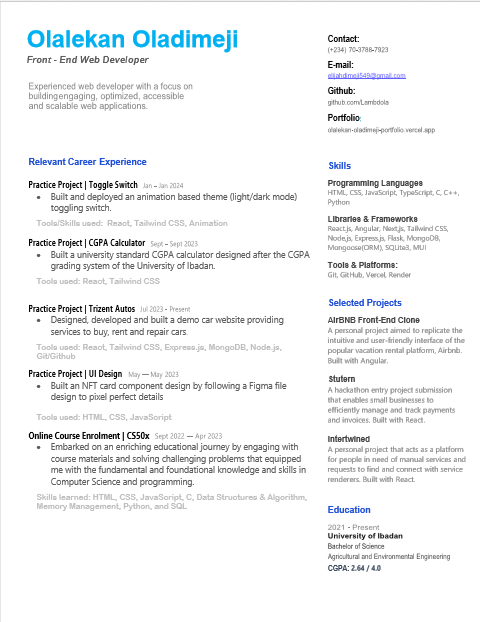 Olalekan Oladimeji
Front - End Web Developer
Experienced web developer with a focus on
buildingengaging, optimized, accessible
and scalable web applications.
Relevant Career Experience
Practice Project | Toggle Switch Jan – Jan 2024
• Built and deployed an animation based theme (light/dark mode)
toggling switch.
Tools/Skills used: React, Tailwind CSS, Animation
Practice Project | CGPA Calculator Sept – Sept 2023
• Built a university standard CGPA calculator designed after the CGPA
grading system of the University of Ibadan.
Tools used: React, Tailwind CSS
Practice Project | Trizent Autos Jul 2023 - Present
• Designed, developed and built a demo car website providing
services to buy, rent and repair cars.
Tools used: React, Tailwind CSS, Express.js, MongoDB, Node.js,
Git/Github
Practice Project | UI Design May — May 2023
• Built an NFT card component design by following a Figma file
design to pixel perfect details
Tools used: HTML, CSS, JavaScript
Online Course Enrolment | CS50x Sept 2022 — Apr 2023
• Embarked on an enriching educational journey by engaging with
course materials and solving challenging problems that equipped
me with the fundamental and foundational knowledge and skills in
Computer Science and programming.
Skills learned: HTML, CSS, JavaScript, C, Data Structures & Algorithm,
Memory Management, Python, and SQL
Contact:
(+234) 70-3788-7923
E-mail:
elijahdimeji549@gmail.com
Github:
github.com/Lambdola
Portfolio:
olalekan-oladimeji-portfolio.vercel.app
Skills
Programming Languages
HTML, CSS, JavaScript, TypeScript, C, C++,
Python
Libraries & Frameworks
React.js, Angular, Next.js, Tailwind CSS,
Node.js, Express.js, Flask, MongoDB,
Mongoose(ORM), SQLite3, MUI
Tools & Platforms:
Git, GitHub, Vercel, Render
Selected Projects
AirBNB Front-End Clone
A personal project aimed to replicate the
intuitive and user-friendly interface of the
popular vacation rental platform, Airbnb.
Built with Angular.
Stutern
A hackathon entry project submission
that enables small businesses to
efficiently manage and track payments
and invoices. Built with React.
Intertwined
A personal project that acts as a platform
for people in need of manual services and
requests to find and connect with service
renderers. Built with React.
Education
2021 - Present
University of Ibadan
Bachelor of Science
Agricultural and Environmental Engineering
CGPA: 2.64 / 4.0